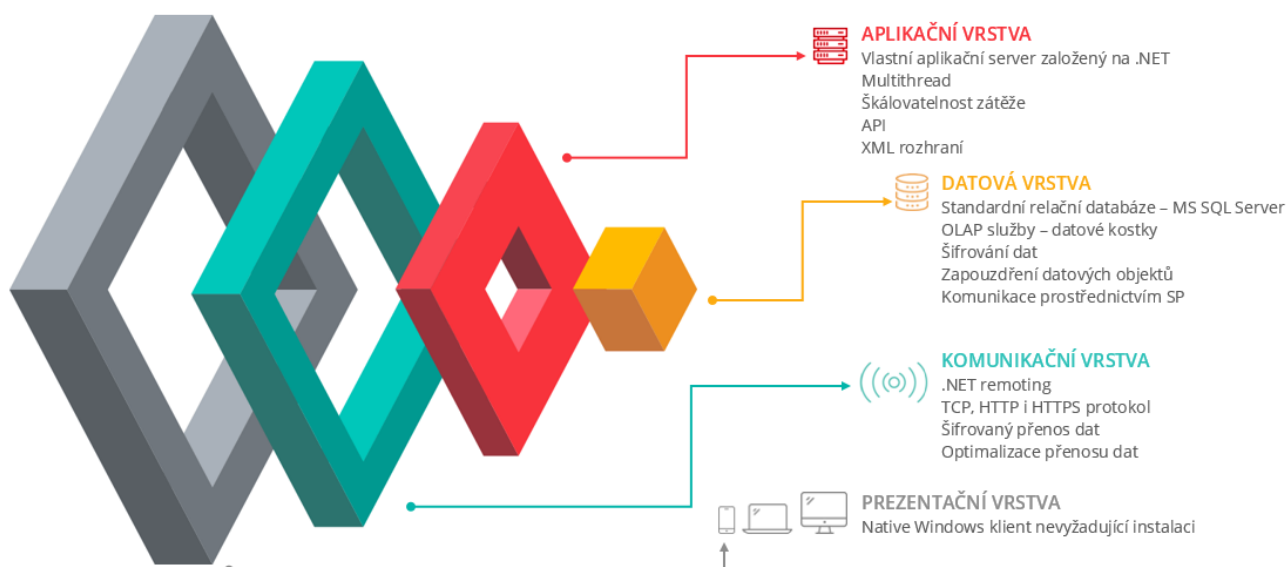 APLIKAČNÍ VRSTVA
Vlastní aplikační server založený na .NET
Multithread
Škálovatelnost zátěže
API
XML rozhraní
DATOVÁ VRSTVA
Standardní relační databáze – MS SQL Server
OLAP služby – datové kostky
Šifrování dat
Zapouzdření datových objektů
Komunikace prostřednictvím SP
KOMUNIKAČNÍ VRSTVA
.NET remoting
TCP, HTTP i HTTPS protokol
Šifrovaný přenos dat
Optimalizace přenosu dat
PREZENTAČNÍ VRSTVA
Native Windows klient nevyžadující instalaci